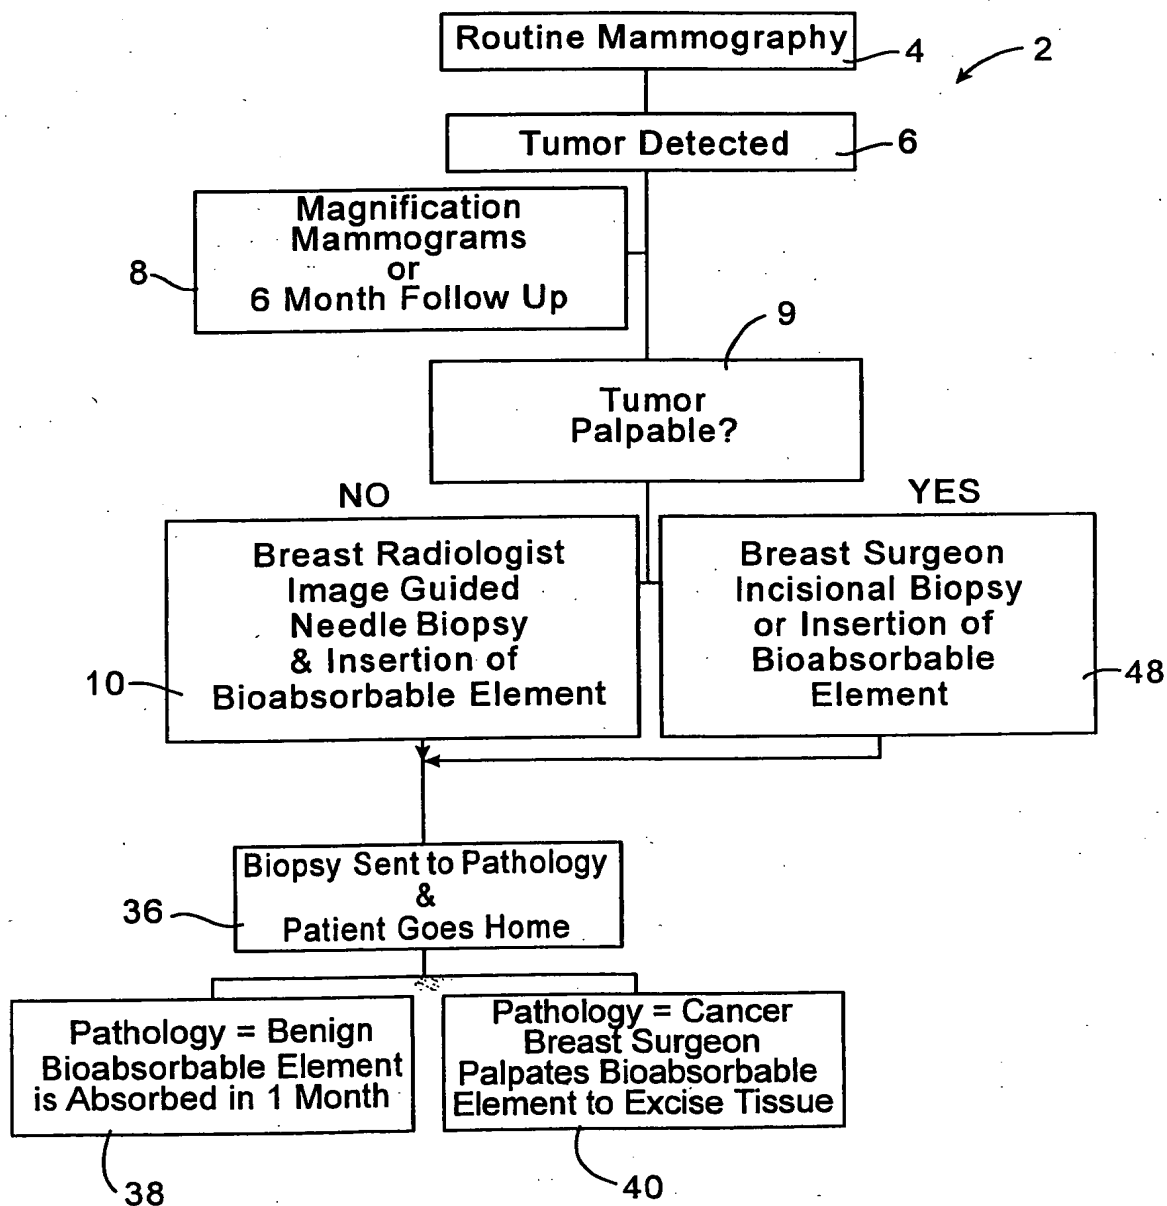 Routine Mammography
4
2
Tumor Detected
6
Magnification
Mammograms
or
6 Month Follow Up
8
9
Tumor
Palpable?
NO
YES
Breast Radiologist
Image Guided
Needle Biopsy
& Insertion of
Bioabsorbable Element
10
Breast Surgeon
Incisional Biopsy
or Insertion of
Bioabsorbable
Element
48
Biopsy Sent to Pathology
&
Patient Goes Home
36
Pathology = Benign
Bioabsorbable Element
is Absorbed in 1 Month
38
Pathology = Cancer
Breast Surgeon
Palpates Bioabsorbable
Element to Excise Tissue
40